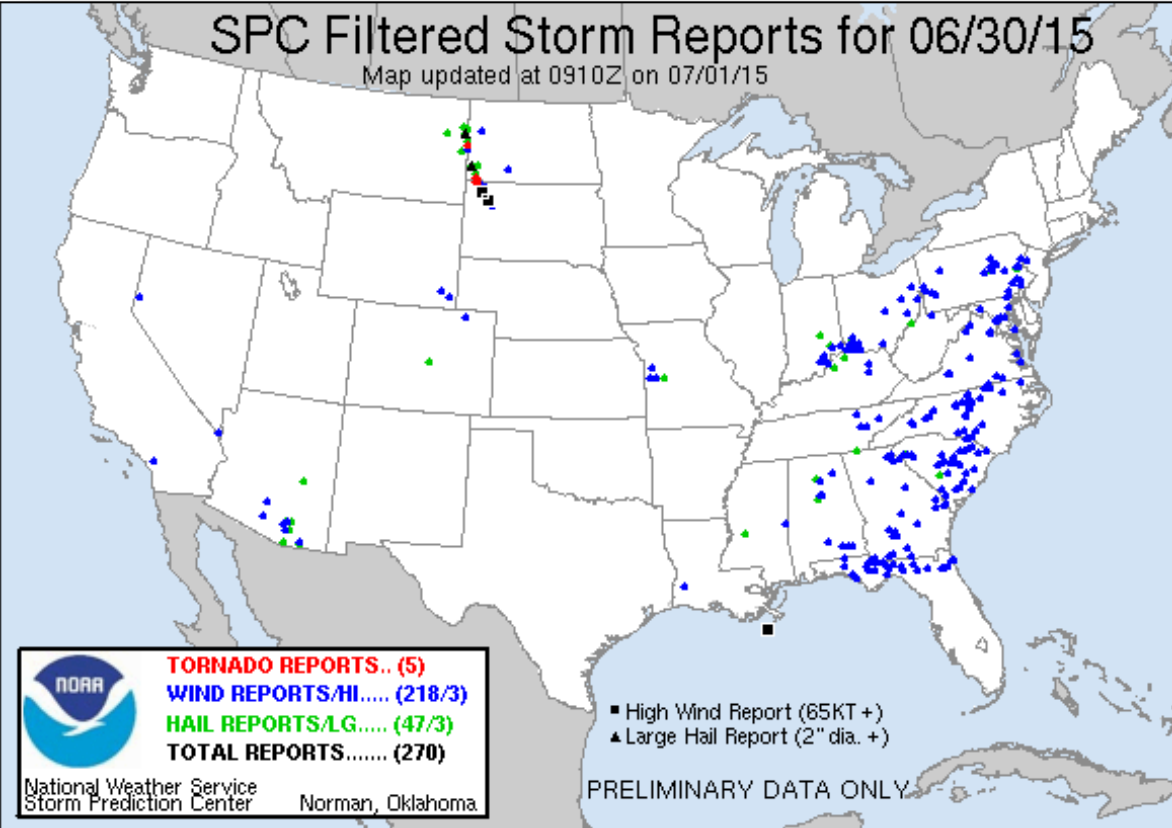 SPC Filtered Storm Reports for 06/30/15
Map updated at 0910Z on 07/01/15
NOAA
TORNADO REPORTS.. (5)
WIND REPORTS/HI..... (218/3)
HAIL REPORTS/LG..... (47/3)
TOTAL REPORTS....... (270)
National Weather Service
Storm Prediction Center Norman, Oklahoma
High Wind Report (65KT +)
Large Hail Report (2" dia. +)
PRELIMINARY DATA ONLY